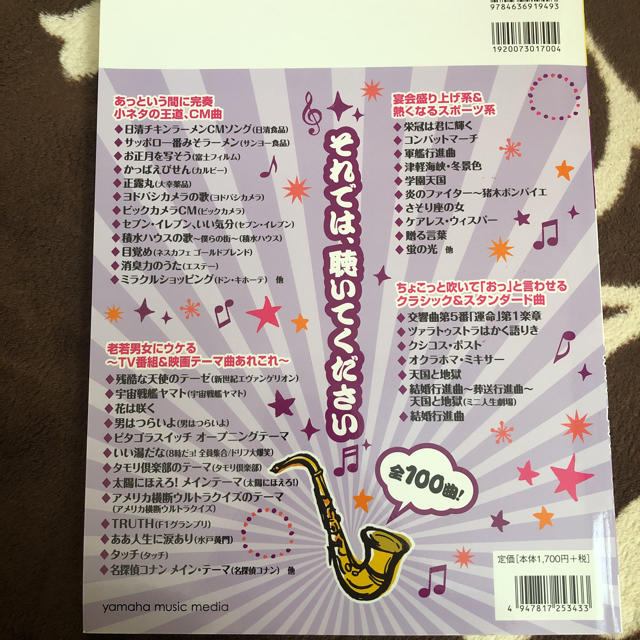 9784636919493
1920073017004
あっという間に完奏
小ネタの王道、CM曲
◆日清チキンラーメンCMソング(日清食品)
◆サッポロ一番みそラーメン(サンヨー食品)
◆お正月を写そう(富士フイルム)
◆かっぱえびせん(カルビー)
◆正露丸(大幸薬品)
◆ヨドバシカメラの歌(ヨドバシカメラ)
◆ビックカメラCM(ビックカメラ)
◆セブン-イレブン、いい気分(セブン-イレブン)
◆積水ハウスの歌〜僕らの街〜(積水ハウス)
◆目覚め(ネスカフェ ゴールドブレンド)
◆消臭力のうた(エステー)
◆ミラクルショッピング(ドン・キホーテ) 他
老若男女にウケる
〜TV番組&映画テーマ曲あれこれ〜
◆残酷な天使のテーゼ(新世紀エヴァンゲリオン)
◆宇宙戦艦ヤマト(宇宙戦艦ヤマト)
◆花は咲く
◆男はつらいよ(男はつらいよ)
◆ピタゴラスイッチ オープニングテーマ
◆いい湯だな(8時だョ!全員集合/ドリフ大爆笑)
◆タモリ倶楽部のテーマ(タモリ倶楽部)
◆太陽にほえろ! メインテーマ(太陽にほえろ!)
◆アメリカ横断ウルトラクイズのテーマ
(アメリカ横断ウルトラクイズ)
◆TRUTH(F1グランプリ)
◆ああ人生に涙あり(水戸黄門)
◆タッチ(タッチ)
◆名探偵コナン メイン・テーマ(名探偵コナン) 他
yamaha music media
それでは、聴いてください
宴会盛り上げ系&
熱くなるスポーツ系
◆栄冠は君に輝く
◆コンバットマーチ
◆軍艦行進曲
◆津軽海峡・冬景色
◆学園天国
◆炎のファイター〜猪木ボンバイエ
◆さそり座の女
◆ケアレス・ウィスパー
◆贈る言葉
◆蛍の光 他
ちょこっと吹いて「おっ」と言わせる
クラシック&スタンダード曲
◆交響曲第5番「運命」第1楽章
◆ツァラトゥストラはかく語りき
◆クシコス・ポスト
◆オクラホマ・ミキサー
◆天国と地獄
◆結婚行進曲〜葬送行進曲〜
天国と地獄(ミニ人生劇場)
◆結婚行進曲
全100曲!
定価[本体1,700円+税]
4 947817 253433